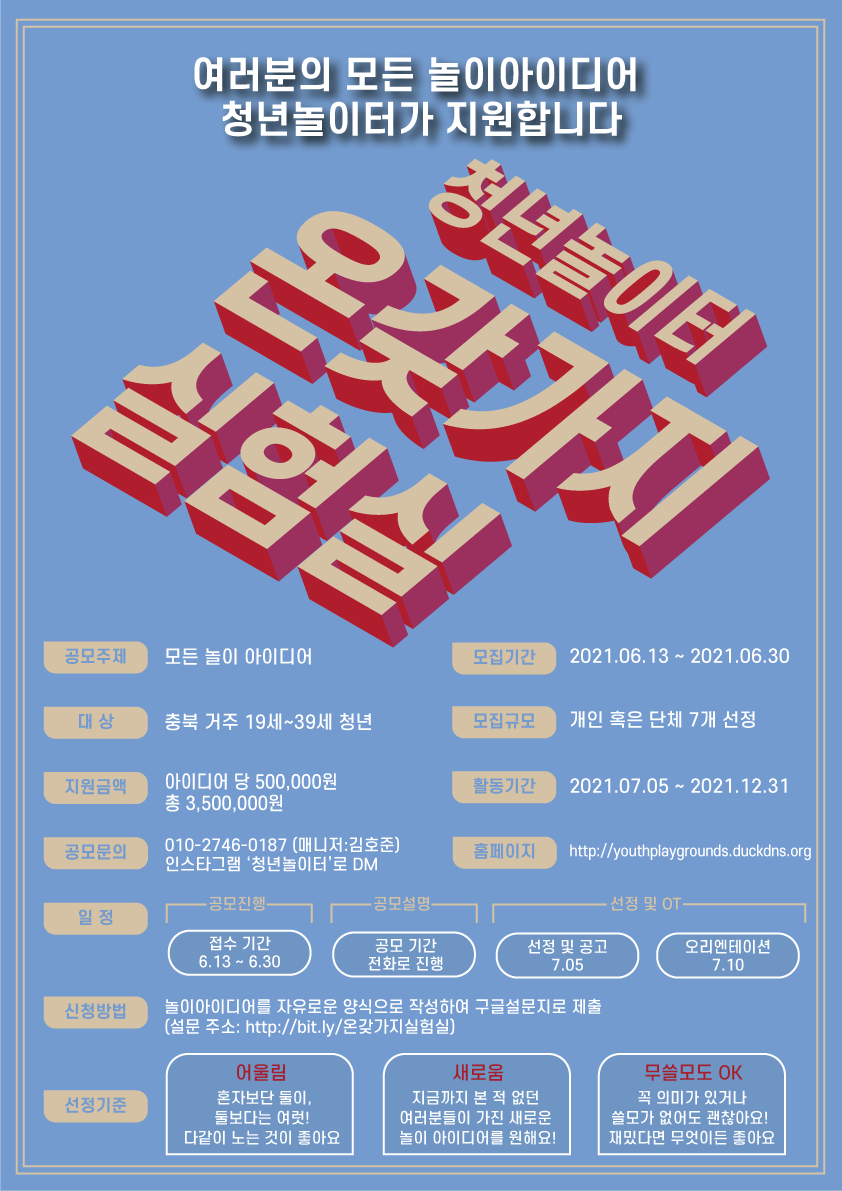 여러분의 모든 놀이아이디어
청년놀이터가 지원합니다
청년놀이터
온갖가지
실험실
공모주제 모든 놀이 아이디어
모집기간 2021.06.13 ~ 2021.06.30
대 상 충북 거주 19세~39세 청년
모집규모 개인 혹은 단체 7개 선정
지원금액 아이디어 당 500,000원
총 3,500,000원
활동기간 2021.07.05 ~ 2021.12.31
공모문의 010-2746-0187 (매니저:김호준)
인스타그램 ‘청년놀이터’로 DM
홈페이지 http://youthplaygrounds.duckdns.org
일 정
공모진행
접수 기간
6.13 ~ 6.30
공모설명
공모 기간
전화로 진행
선정 및 OT
선정 및 공고
7.05
오리엔테이션
7.10
신청방법 놀이아이디어를 자유로운 양식으로 작성하여 구글설문지로 제출
(설문 주소: http://bit.ly/온갖가지실험실)
선정기준
어울림
혼자보단 둘이,
둘보다는 여럿!
다같이 노는 것이 좋아요
새로움
지금까지 본 적 없던
여러분들이 가진 새로운
놀이 아이디어를 원해요!
무쓸모도 OK
꼭 의미가 있거나
쓸모가 없어도 괜찮아요!
재밌다면 무엇이든 좋아요